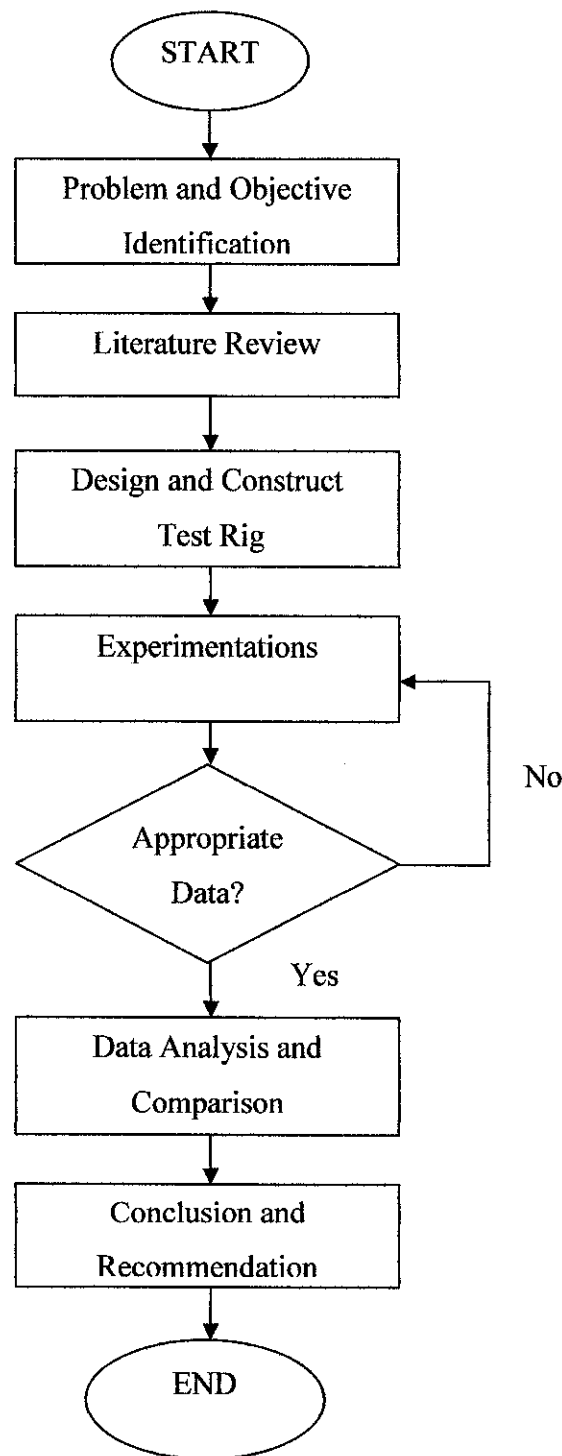 START
Problem and Objective
Identification
Literature Review
Design and Construct
Test Rig
Experimentations
No
Appropriate
Data?
Yes
Data Analysis and
Comparison
Conclusion and
Recommendation
END